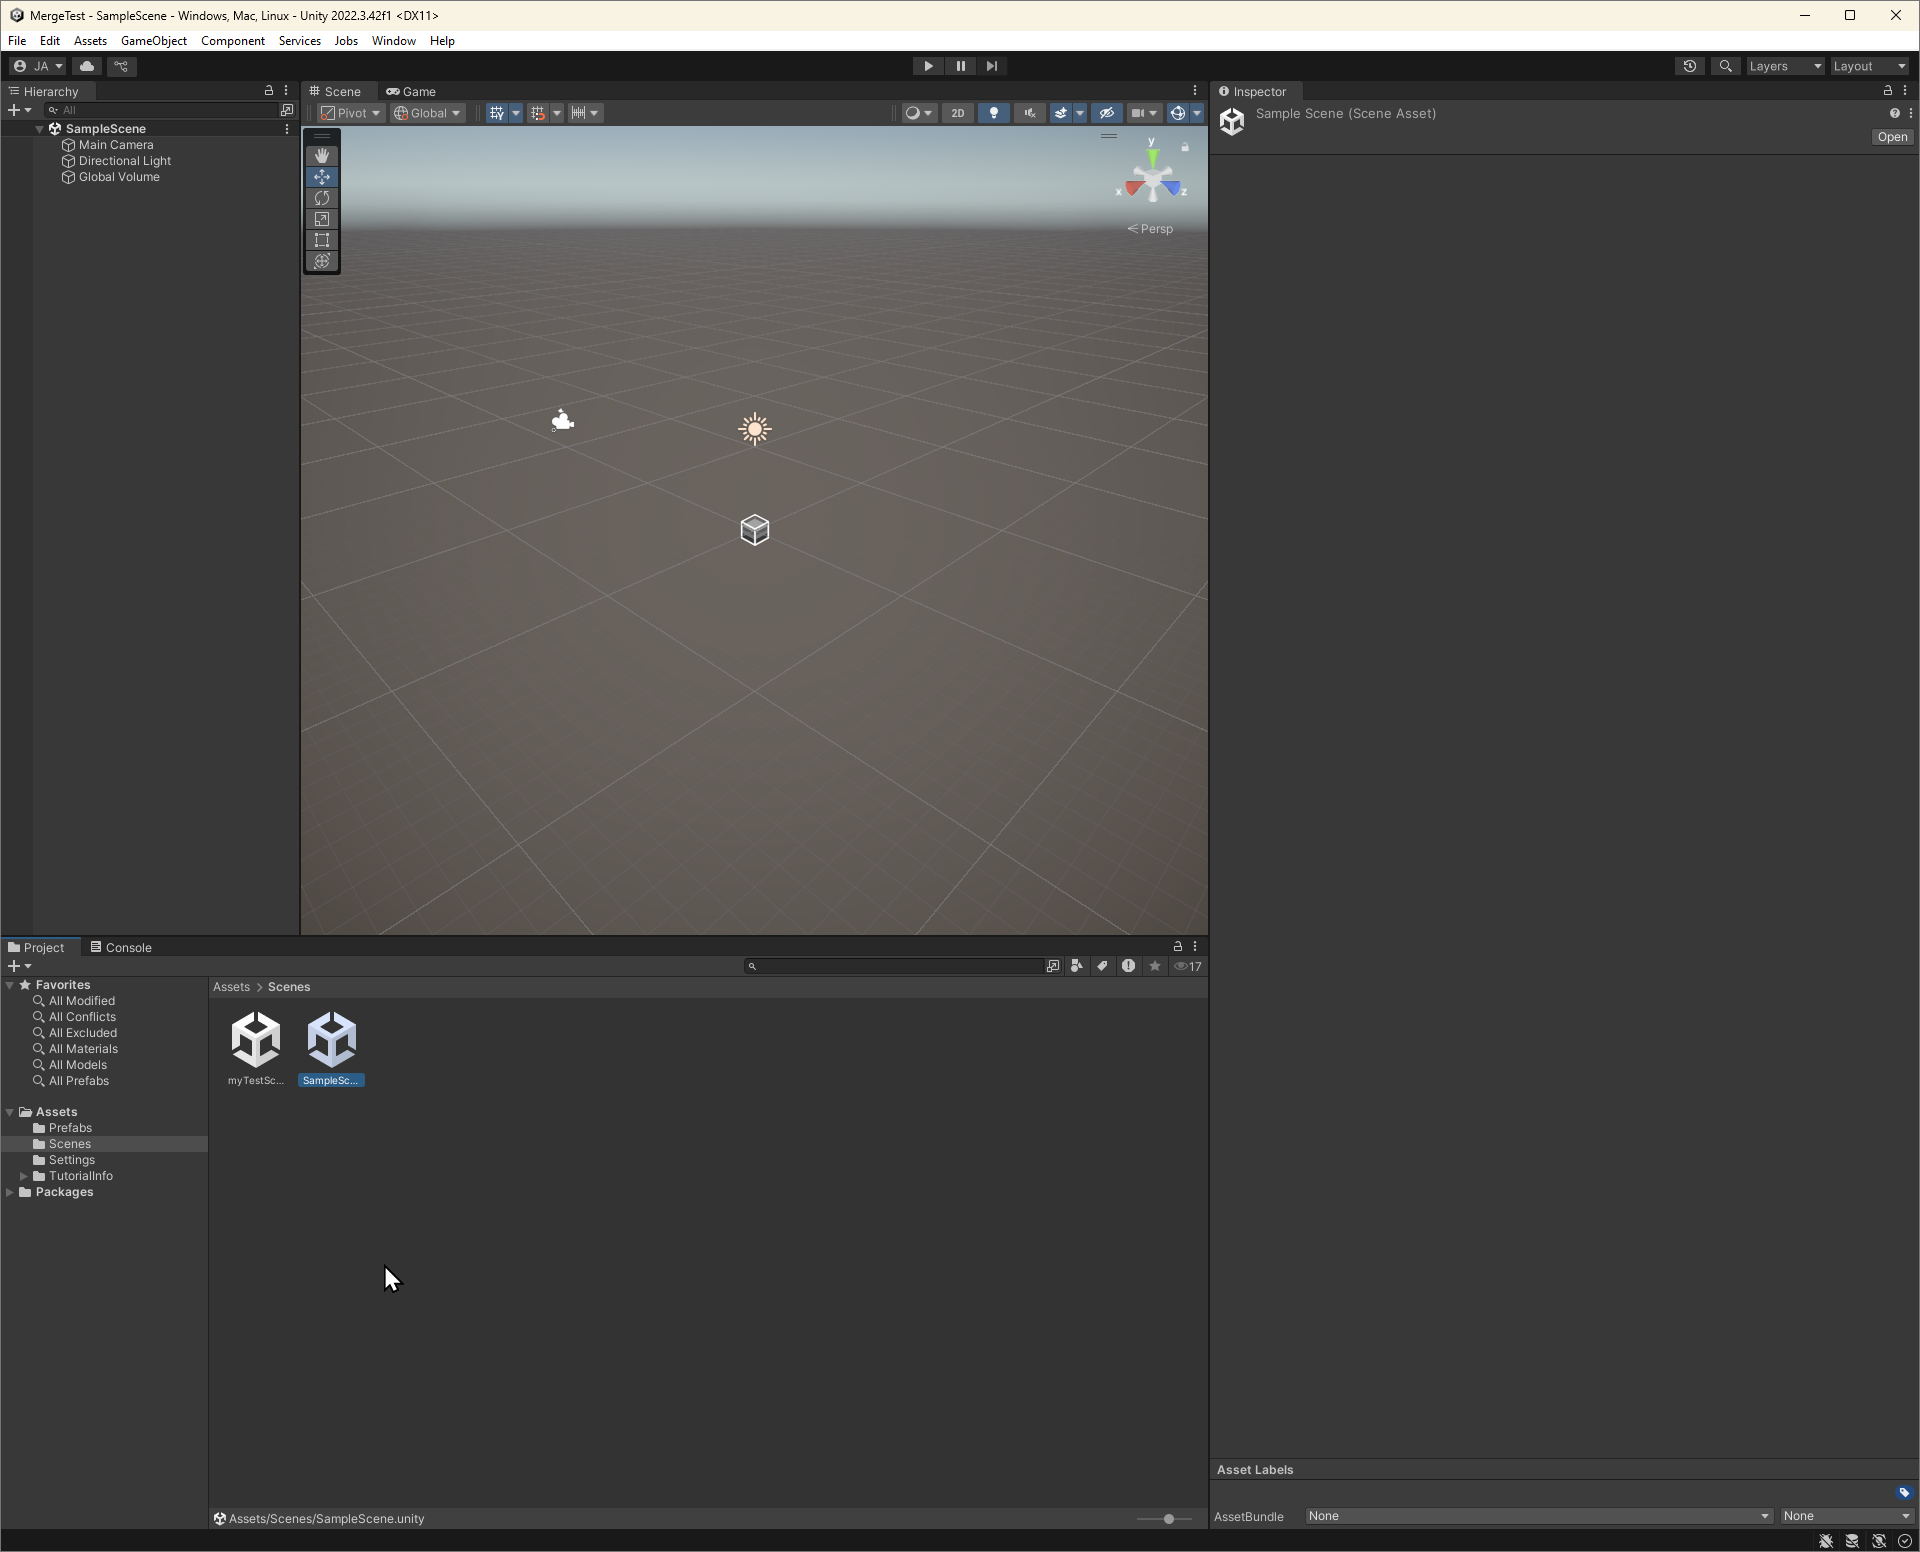 MergeTest - SampleScene - Windows, Mac, Linux - Unity 2022.3.42f1 <DX11>
File Edit Assets GameObject Component Services Jobs Window Help
JA
Layers
Layout
Hierarchy
All
SampleScene
Main Camera
Directional Light
Global Volume
Scene
Game
Pivot
Global
2D
y
x
z
Persp
Inspector
Sample Scene (Scene Asset)
Open
Project
Console
17
Favorites
All Modified
All Conflicts
All Excluded
All Materials
All Models
All Prefabs
Assets
Prefabs
Scenes
Settings
TutorialInfo
Packages
Assets > Scenes
myTestSc...
SampleSc...
Assets/Scenes/SampleScene.unity
Asset Labels
AssetBundle
None
None